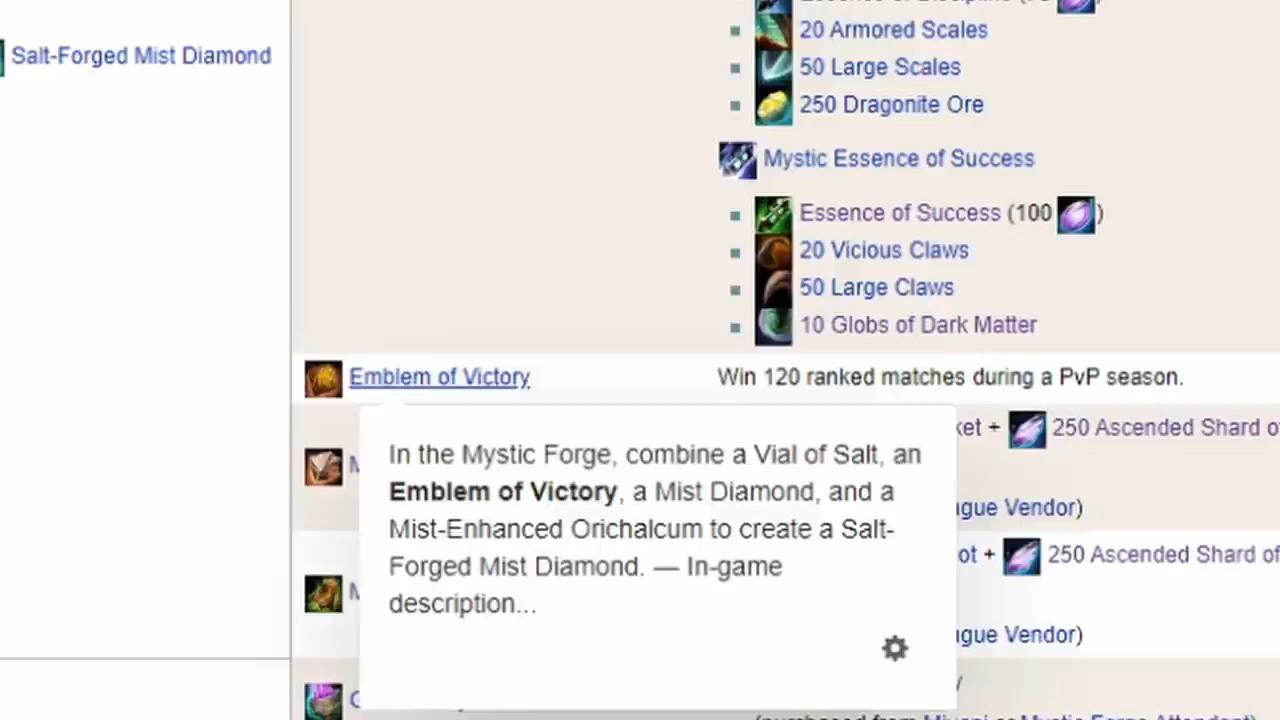 Salt-Forged Mist Diamond
20 Armored Scales
50 Large Scales
250 Dragonite Ore
Mystic Essence of Success
Essence of Success (100 )
20 Vicious Claws
50 Large Claws
10 Globs of Dark Matter
Emblem of Victory
Win 120 ranked matches during a PvP season.
In the Mystic Forge, combine a Vial of Salt, an
Emblem of Victory, a Mist Diamond, and a
Mist-Enhanced Orichalcum to create a Salt-
Forged Mist Diamond. — In-game
description...
ket + 250 Ascended Shard of
gue Vendor)
ot + 250 Ascended Shard of
gue Vendor)